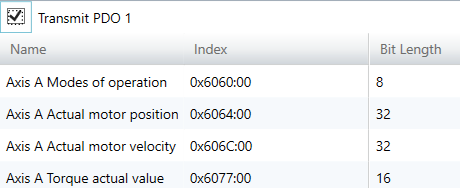 Transmit PDO 1
Name Index Bit Length
Axis A Modes of operation 0x6060:00 8
Axis A Actual motor position 0x6064:00 32
Axis A Actual motor velocity 0x606C:00 32
Axis A Torque actual value 0x6077:00 16